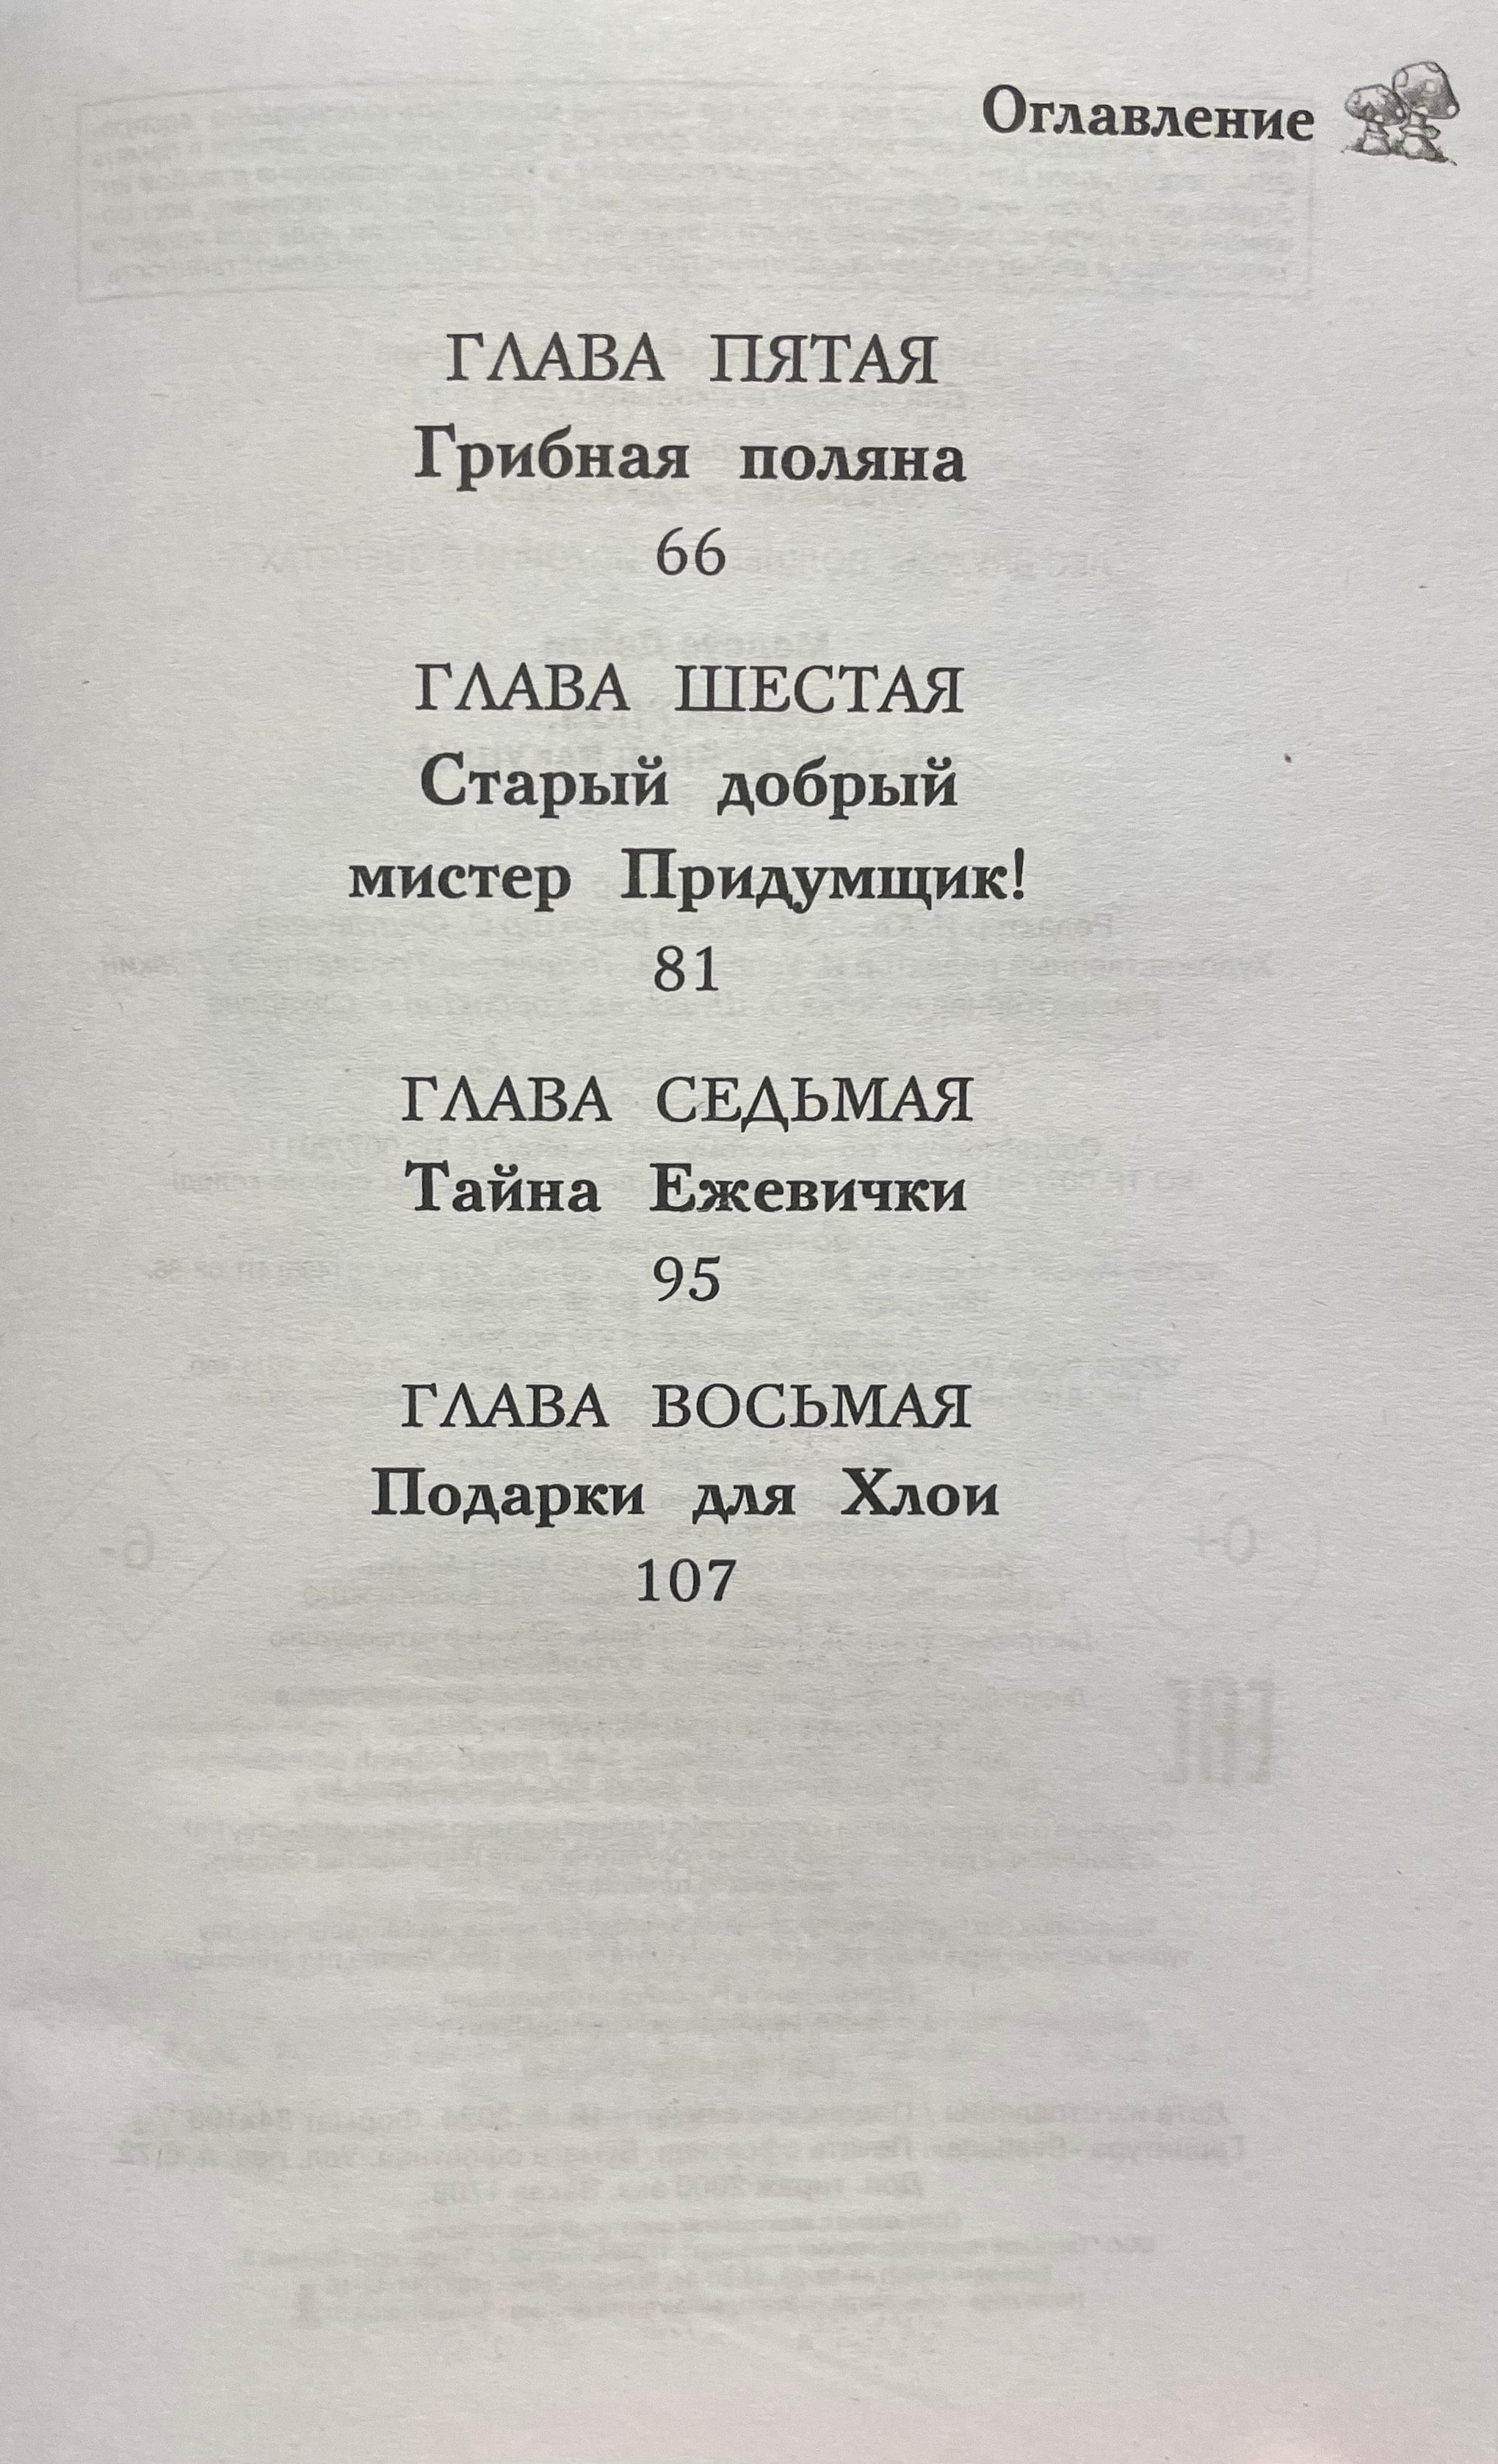 Оглавление
ГЛАВА ПЯТАЯ
Грибная поляна
66
ГЛАВА ШЕСТАЯ
Старый добрый
мистер Придумщик!
81
ГЛАВА СЕДЬМАЯ
Тайна Ежевички
95
ГЛАВА ВОСЬМАЯ
Подарки для Хлои
107